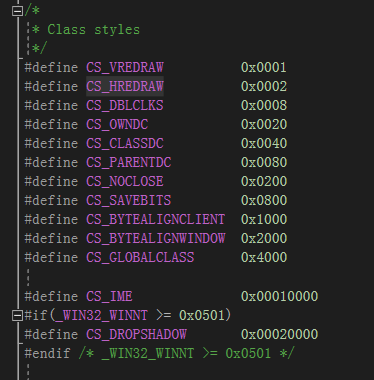 /*
 * Class styles
 */
#define CS_VREDRAW          0x0001
#define CS_HREDRAW          0x0002
#define CS_DBLCLKS          0x0008
#define CS_OWNDC            0x0020
#define CS_CLASSDC          0x0040
#define CS_PARENTDC         0x0080
#define CS_NOCLOSE          0x0200
#define CS_SAVEBITS         0x0800
#define CS_BYTEALIGNCLIENT  0x1000
#define CS_BYTEALIGNWINDOW  0x2000
#define CS_GLOBALCLASS      0x4000
#define CS_IME              0x00010000
#if(_WIN32_WINNT >= 0x0501)
#define CS_DROPSHADOW       0x00020000
#endif /* _WIN32_WINNT >= 0x0501 */